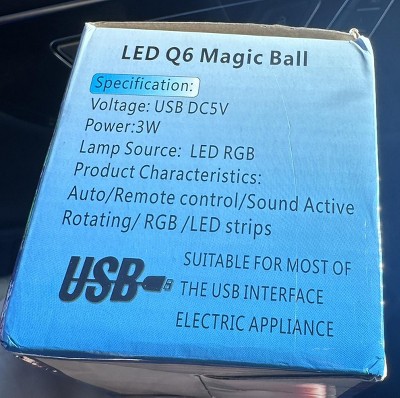 LED Q6 Magic Ball
Specification:
Voltage: USB DC5V
Power:3W
Lamp Source: LED RGB
Product Characteristics:
Auto/Remote control/Sound Active
Rotating/ RGB /LED strips
USB
SUITABLE FOR MOST OF
THE USB INTERFACE
ELECTRIC APPLIANCE